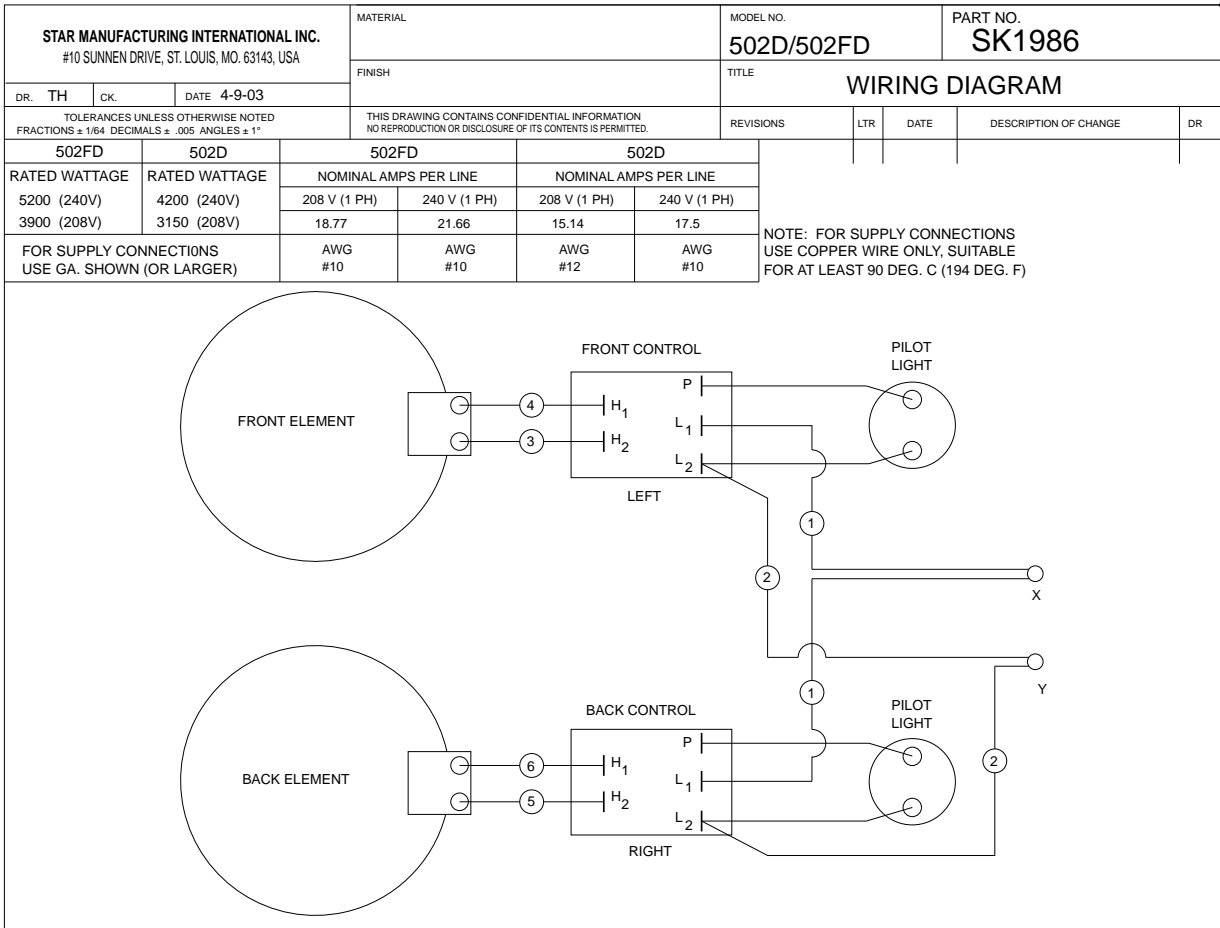 STAR MANUFACTURING INTERNATIONAL INC.
#10 SUNNEN DRIVE, ST. LOUIS, MO. 63143, USA
DR. TH CK. DATE 4-9-03
MATERIAL
FINISH
MODEL NO.
502D/502FD
PART NO.
SK1986
TITLE
WIRING DIAGRAM
TOLERANCES UNLESS OTHERWISE NOTED
FRACTIONS ± 1/64 DECIMALS ± .005 ANGLES ± 1°
THIS DRAWING CONTAINS CONFIDENTIAL INFORMATION
NO REPRODUCTION OR DISCLOSURE OF ITS CONTENTS IS PERMITTED.
REVISIONS LTR DATE DESCRIPTION OF CHANGE DR
502FD 502D 502FD 502D
RATED WATTAGE RATED WATTAGE NOMINAL AMPS PER LINE NOMINAL AMPS PER LINE
5200 (240V) 4200 (240V) 208 V (1 PH) 240 V (1 PH) 208 V (1 PH) 240 V (1 PH)
3900 (208V) 3150 (208V) 18.77 21.66 15.14 17.5
FOR SUPPLY CONNECTI0NS
USE GA. SHOWN (OR LARGER)
AWG AWG AWG AWG
#10 #10 #12 #10
NOTE: FOR SUPPLY CONNECTIONS
USE COPPER WIRE ONLY, SUITABLE
FOR AT LEAST 90 DEG. C (194 DEG. F)
FRONT ELEMENT
4
3
FRONT CONTROL
H1
H2
P
L1
L2
LEFT
PILOT
LIGHT
1
2
X
Y
1
BACK ELEMENT
6
5
BACK CONTROL
H1
H2
P
L1
L2
RIGHT
PILOT
LIGHT
2